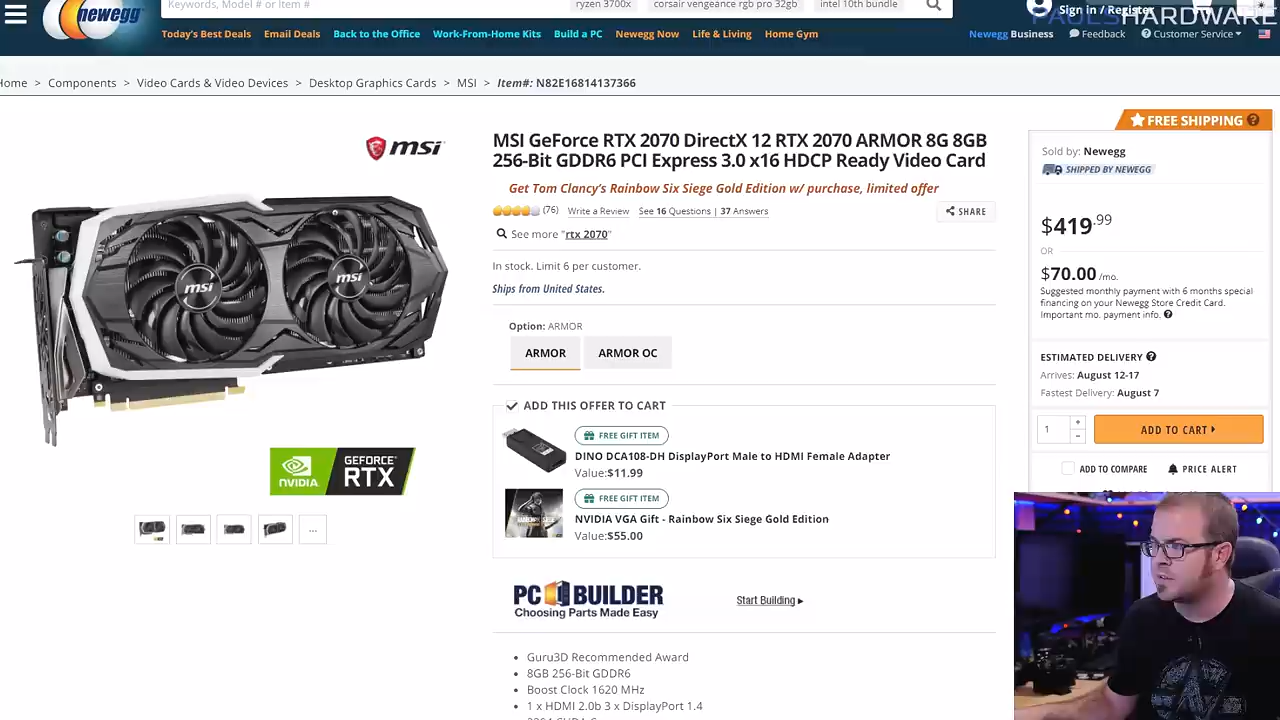 newegg
Keywords, Model # or Item #
ryzen 3700x
corsair vengeance rgb pro 32gb
intel 10th bundle
Sign in / Register
PAULSHARDWARE
Today's Best Deals
Email Deals
Back to the Office
Work-From-Home Kits
Build a PC
Newegg Now
Life & Living
Home Gym
Newegg Business
Feedback
Customer Service
Home > Components > Video Cards & Video Devices > Desktop Graphics Cards > MSI > Item#: N82E16814137366
msi
msi
msi
NVIDIA
GEFORCE
RTX
...
MSI GeForce RTX 2070 DirectX 12 RTX 2070 ARMOR 8G 8GB
256-Bit GDDR6 PCI Express 3.0 x16 HDCP Ready Video Card
Get Tom Clancy's Rainbow Six Siege Gold Edition w/ purchase, limited offer
(76) Write a Review See 16 Questions | 37 Answers
SHARE
See more "rtx 2070"
In stock. Limit 6 per customer.
Ships from United States.
Option: ARMOR
ARMOR
ARMOR OC
ADD THIS OFFER TO CART
FREE GIFT ITEM
DINO DCA108-DH DisplayPort Male to HDMI Female Adapter
Value:$11.99
FREE GIFT ITEM
NVIDIA VGA Gift - Rainbow Six Siege Gold Edition
Value:$55.00
PC BUILDER
Choosing Parts Made Easy
Start Building
• Guru3D Recommended Award
• 8GB 256-Bit GDDR6
• Boost Clock 1620 MHz
• 1 x HDMI 2.0b 3 x DisplayPort 1.4
FREE SHIPPING
Sold by: Newegg
SHIPPED BY NEWEGG
$419.99
OR
$70.00 /mo.
Suggested monthly payment with 6 months special
financing on your Newegg Store Credit Card.
Important mo. payment info.
ESTIMATED DELIVERY
Arrives: August 12-17
Fastest Delivery: August 7
1
+
-
ADD TO CART
ADD TO COMPARE
PRICE ALERT